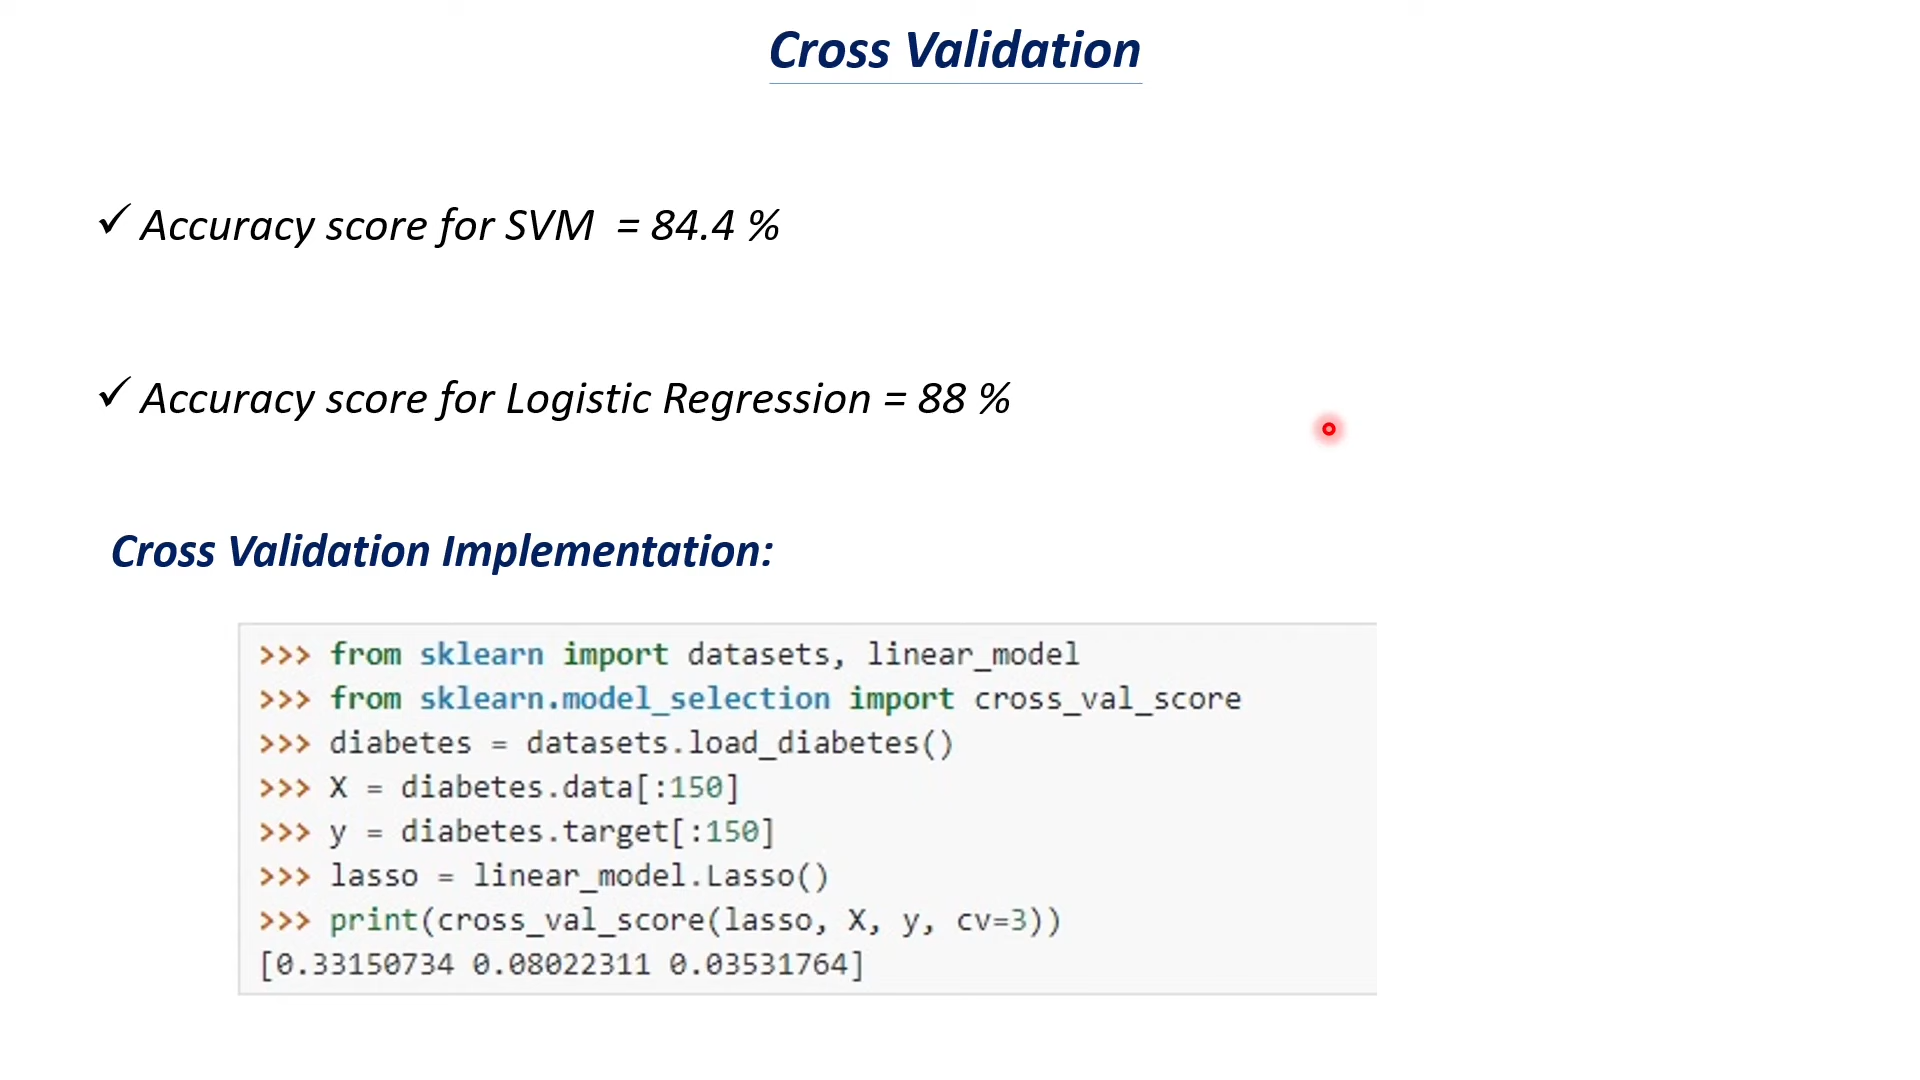 Cross Validation
✓ Accuracy score for SVM = 84.4 %
✓ Accuracy score for Logistic Regression = 88 %
Cross Validation Implementation:
>>> from sklearn import datasets, linear_model
>>> from sklearn.model_selection import cross_val_score
>>> diabetes = datasets.load_diabetes()
>>> X = diabetes.data[:150]
>>> y = diabetes.target[:150]
>>> lasso = linear_model.Lasso()
>>> print(cross_val_score(lasso, X, y, cv=3))
[0.33150734 0.08022311 0.03531764]